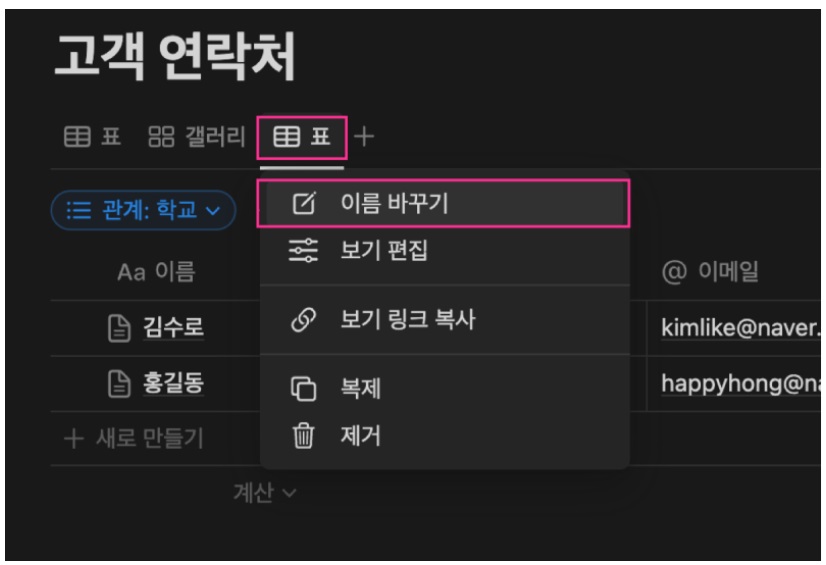 고객 연락처
표 갤러리 표
관계: 학교
이름 바꾸기
보기 편집
Aa 이름
@ 이메일
보기 링크 복사
김수로
kimlike@naver.
복제
홍길동
happyhong@na
제거
새로 만들기
계산